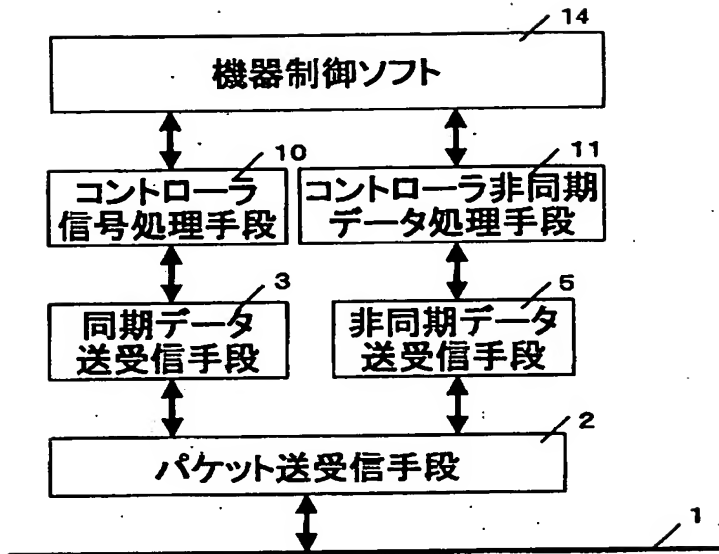 14
機器制御ソフト
10
11
コントローラ
信号処理手段
コントローラ非同期
データ処理手段
3
5
同期データ
送受信手段
非同期データ
送受信手段
2
パケット送受信手段
1